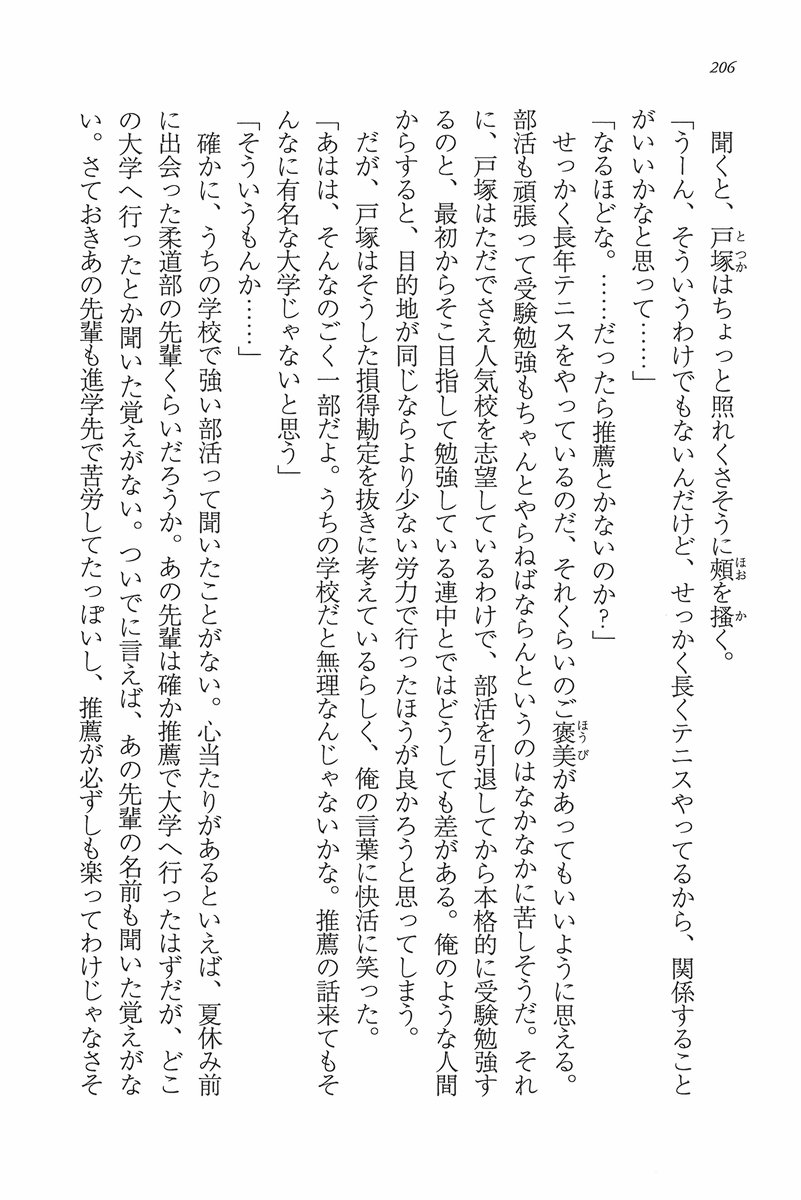 206
聞くと、戸塚はちょっと照れくさそうに頰を搔く。
「うーん、そういうわけでもないんだけど、せっかく長くテニスやってるから、関係すること
がいいかなと思って……」
「なるほどな。……だったら推薦とかないのか？」
せっかく長年テニスをやっているのだ、それくらいのご褒美があってもいいように思える。
部活も頑張って受験勉強もちゃんとやらねばならんというのはなかなかに苦しそうだ。それ
に、戸塚はただでさえ人気校を志望しているわけで、部活を引退してから本格的に受験勉強す
るのと、最初からそこ目指して勉強している連中とではどうしても差がある。俺のような人間
からすると、目的地が同じならより少ない労力で行ったほうが良かろうと思ってしまう。
だが、戸塚はそうした損得勘定を抜きに考えているらしく、俺の言葉に快活に笑った。
「あはは、そんなのごく一部だよ。うちの学校だと無理なんじゃないかな。推薦の話来てもそ
んなに有名な大学じゃないと思う」
「そういうもんか……」
確かに、うちの学校で強い部活って聞いたことがない。心当たりがあるといえば、夏休み前
に出会った柔道部の先輩くらいだろうか。あの先輩は確か推薦で大学へ行ったはずだが、どこ
の大学へ行ったとか聞いた覚えがない。ついでに言えば、あの先輩の名前も聞いた覚えがな
い。さておきあの先輩も進学先で苦労してたっぽいし、推薦が必ずしも楽ってわけじゃなさそ